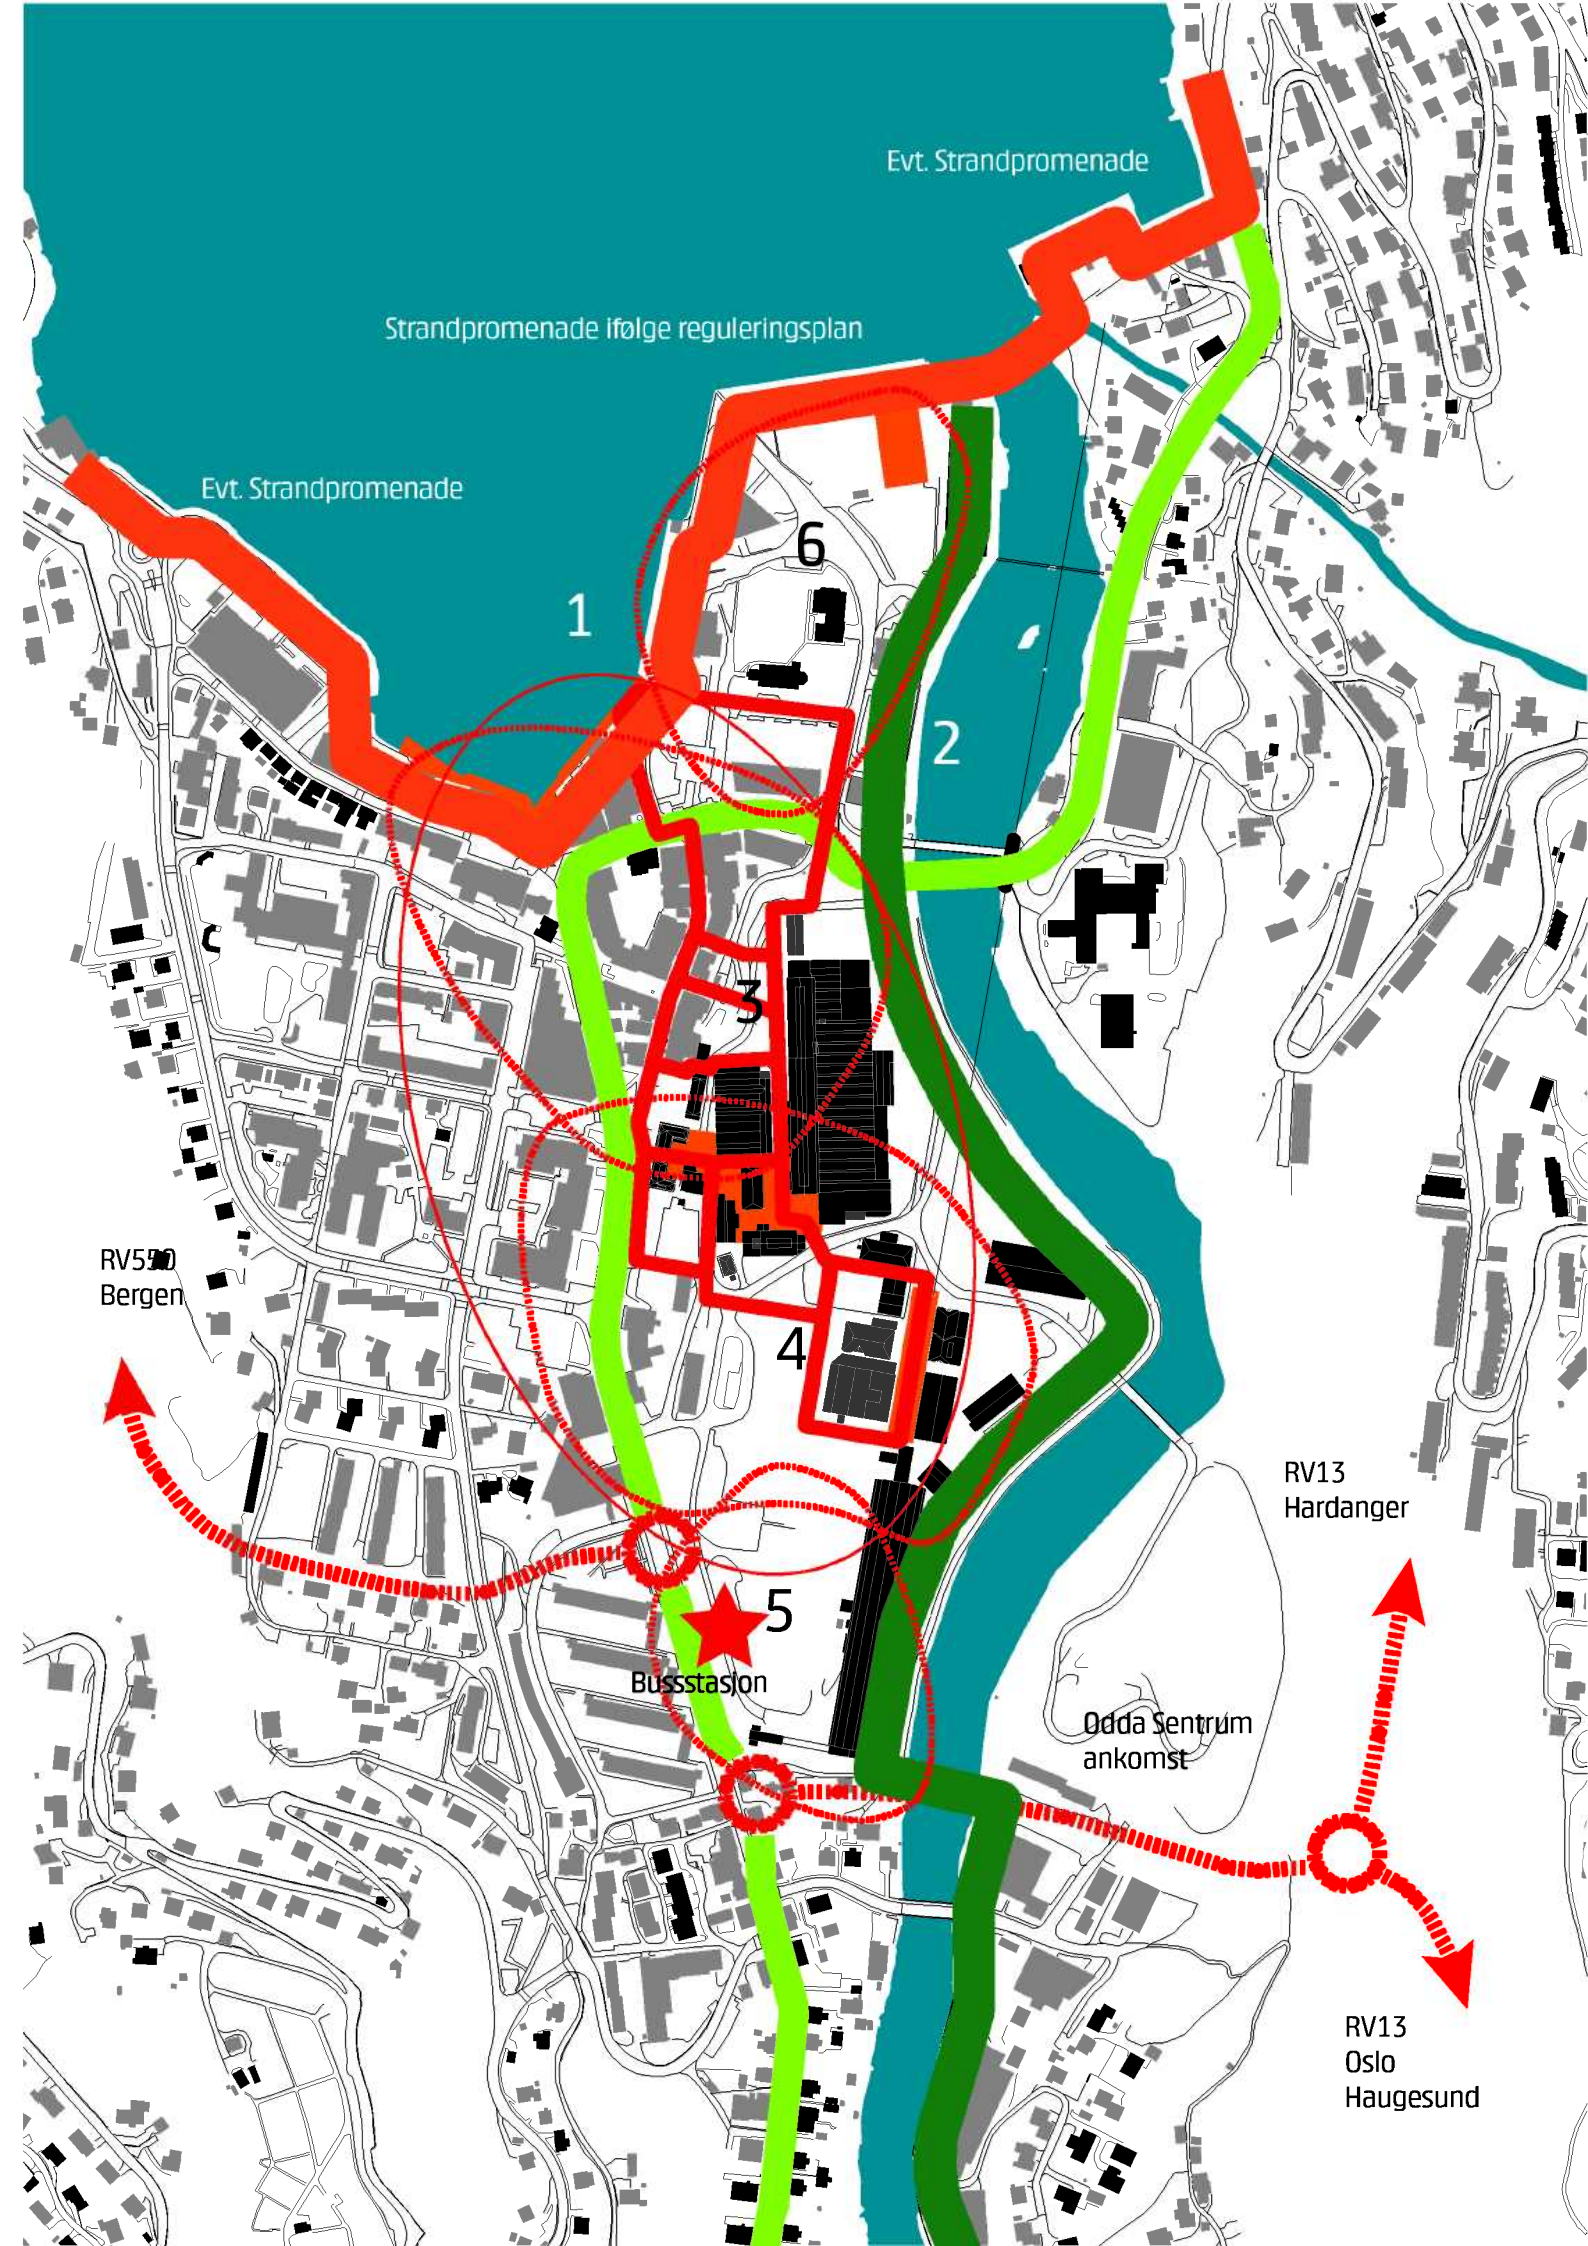 Evt. Strandpromenade
Strandpromenade ifølge reguleringsplan
Evt. Strandpromenade
6
1
2
3
RV550
Bergen
4
RV13
Hardanger
5
Bussstasjon
Odda Sentrum
ankomst
RV13
Oslo
Haugesund